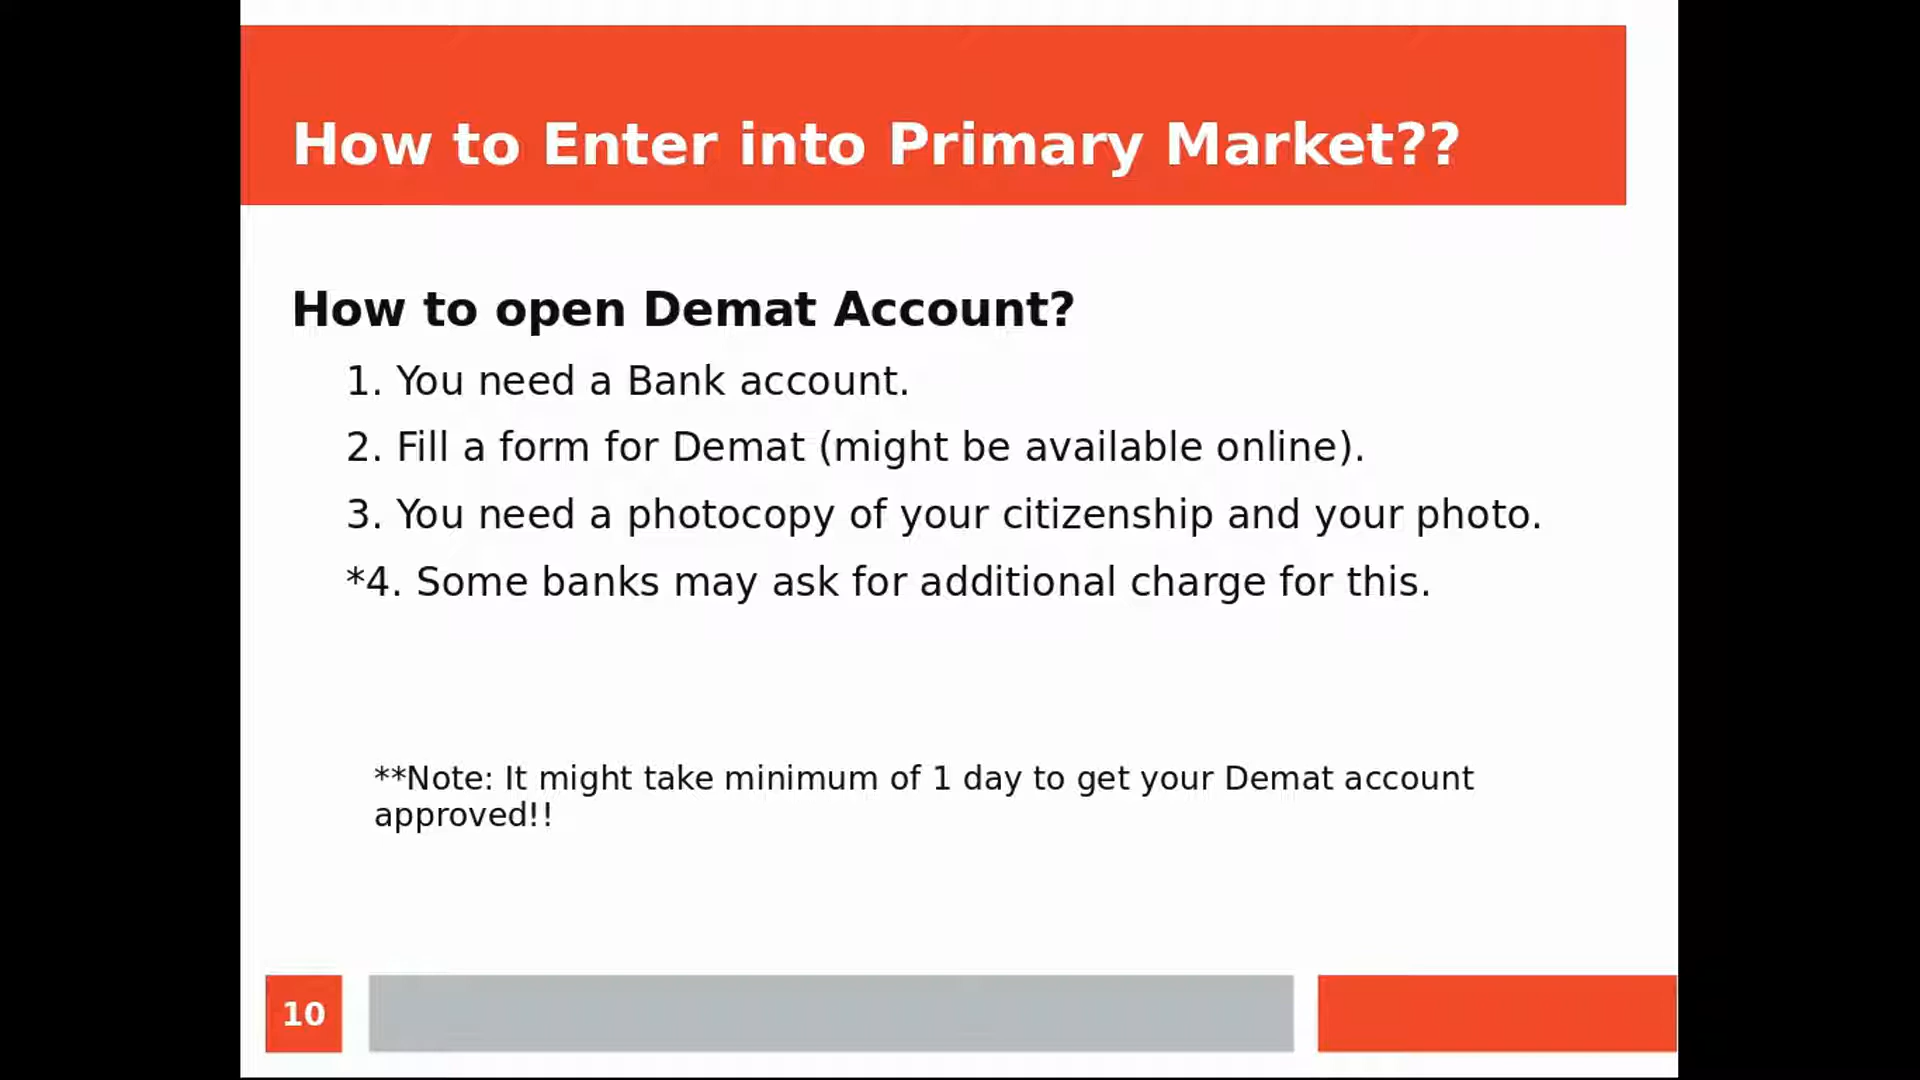 How to Enter into Primary Market??
How to open Demat Account?
1. You need a Bank account.
2. Fill a form for Demat (might be available online).
3. You need a photocopy of your citizenship and your photo.
*4. Some banks may ask for additional charge for this.
**Note: It might take minimum of 1 day to get your Demat account
approved!!
10